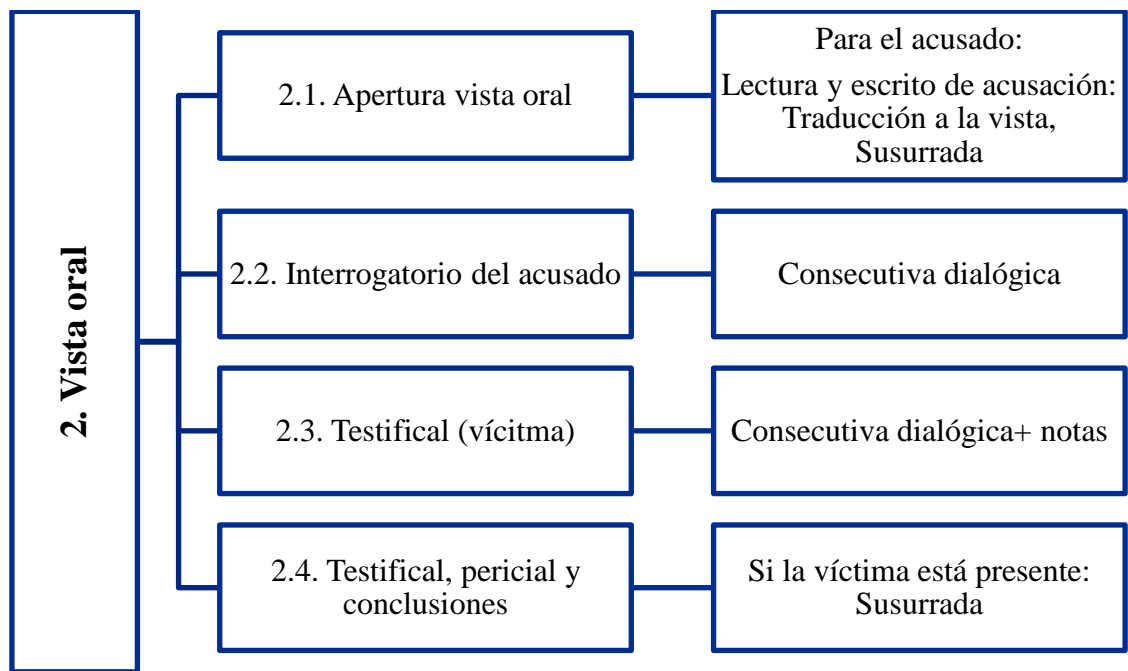 2. Vista oral
2.1. Apertura vista oral
Para el acusado:
Lectura y escrito de acusación:
Traducción a la vista,
Susurrada
2.2. Interrogatorio del acusado
Consecutiva dialógica
2.3. Testifical (vícitma)
Consecutiva dialógica+ notas
2.4. Testifical, pericial y
conclusiones
Si la víctima está presente:
Susurrada